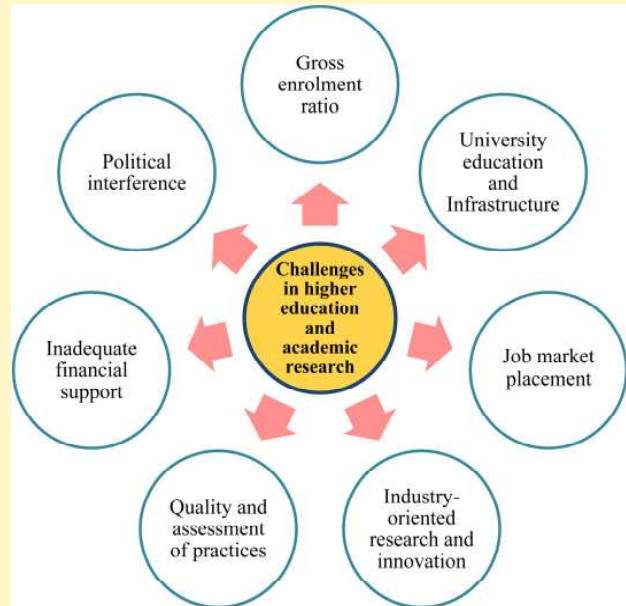 Gross
enrolment
ratio
University
education
and
Infrastructure
Job market
placement
Industry-
oriented
research and
innovation
Quality and
assessment
of practices
Inadequate
financial
support
Political
interference
Challenges
in higher
education
and
academic
research